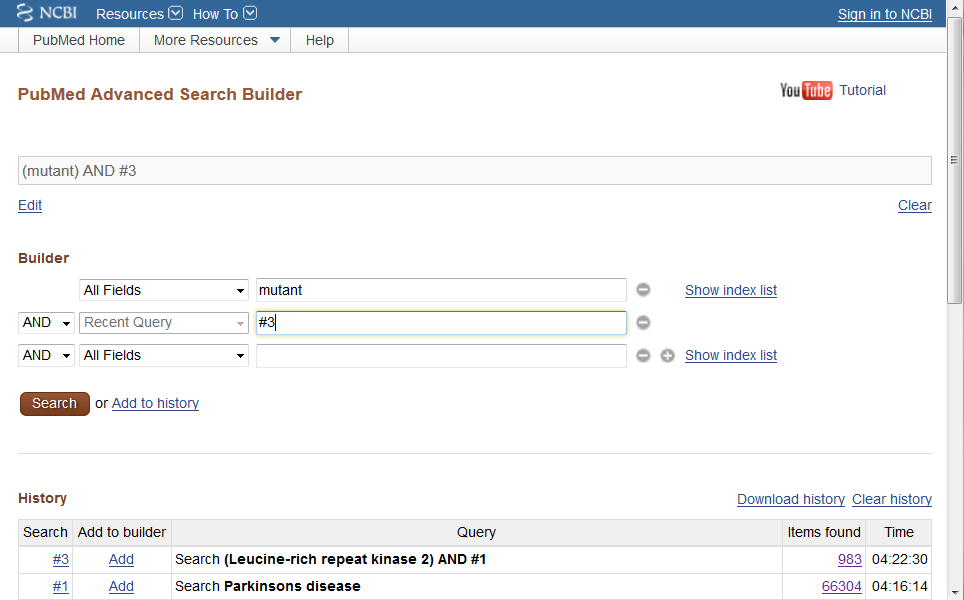 NCBI Resources How To Sign in to NCBI
PubMed Home More Resources Help
PubMed Advanced Search Builder YouTube Tutorial
(mutant) AND #3
Edit Clear
Builder
All Fields mutant Show index list
AND Recent Query #3
AND All Fields Show index list
Search or Add to history
History Download history Clear history
Search Add to builder Query Items found Time
#3 Add Search (Leucine-rich repeat kinase 2) AND #1 983 04:22:30
#1 Add Search Parkinsons disease 66304 04:16:14